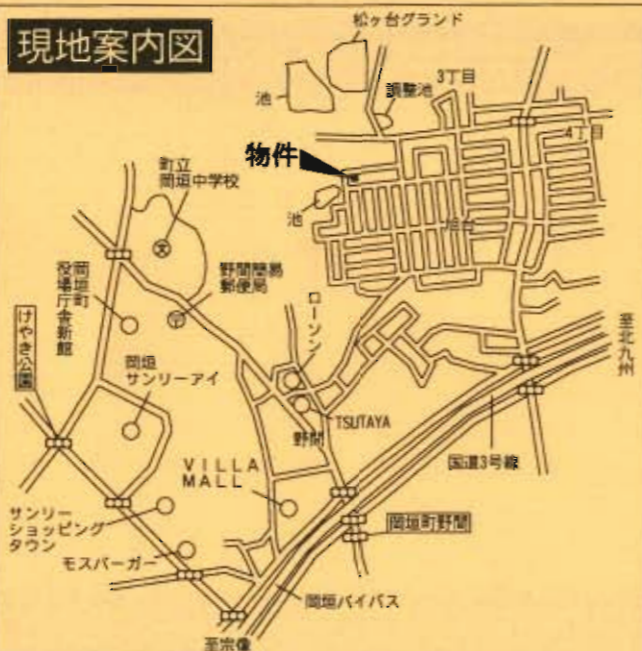 現地案内図
松ヶ台グランド
池
調整池
3丁目
4丁目
物件
池
旭台
町立
岡垣中学校
野間簡易
郵便局
岡垣町
役場庁舎新館
けやき公園
岡垣
サンリーアイ
ローソン
TSUTAYA
野間
至北九州
国道3号線
VILLA
MALL
サンリー
ショッピング
タウン
モスバーガー
岡垣町野間
岡垣バイパス
至宗像